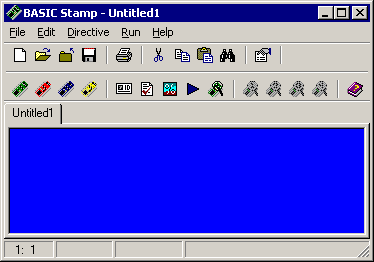 BASIC Stamp - Untitled1
File Edit Directive Run Help
Untitled1
1: 1